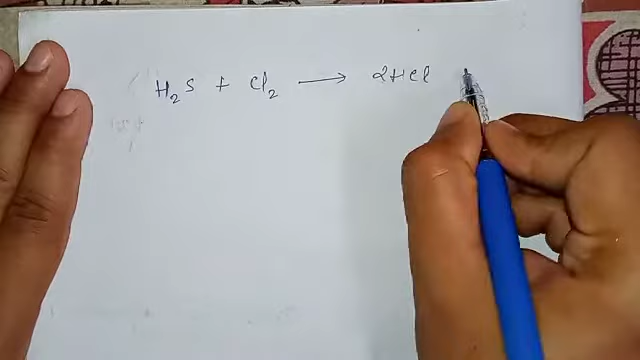 H₂S + Cl₂ → 2HCl